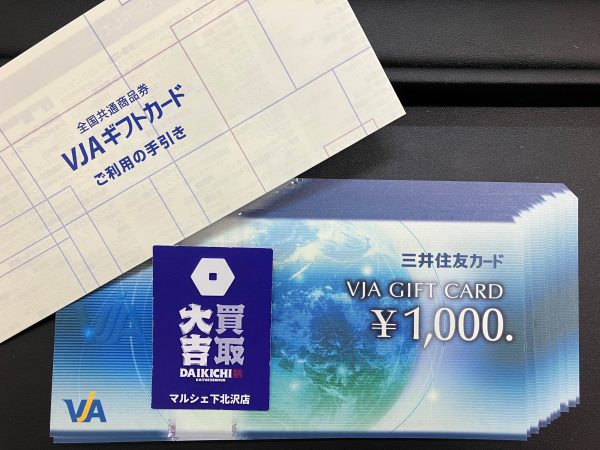 全国共通商品券
VJAギフトカード
ご利用の手引き
三井住友カード
VJA GIFT CARD
¥1,000.
VJA
VJA
買取
大吉
DAIKICHI
マルシェ下北沢店